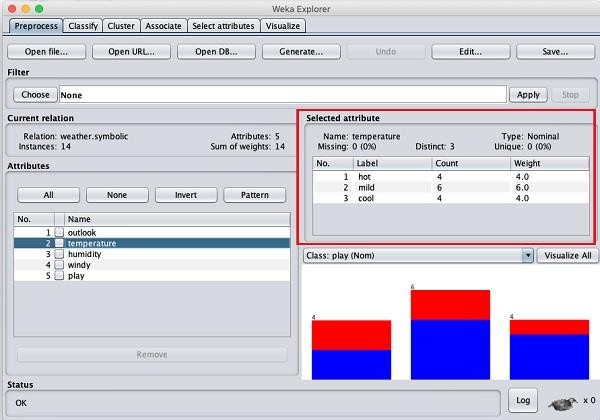 Weka Explorer
Preprocess Classify Cluster Associate Select attributes Visualize
Open file... Open URL... Open DB... Generate... Undo Edit... Save...
Filter
Choose None Apply Stop
Current relation
Relation: weather.symbolic Attributes: 5
Instances: 14 Sum of weights: 14
Selected attribute
Name: temperature Type: Nominal
Missing: 0 (0%) Distinct: 3 Unique: 0 (0%)
No. Label Count Weight
1 hot 4 4.0
2 mild 6 6.0
3 cool 4 4.0
Attributes
All None Invert Pattern
No. Name
1 outlook
2 temperature
3 humidity
4 windy
5 play
Remove
Class: play (Nom) Visualize All
4 6 4
Status
OK Log x 0